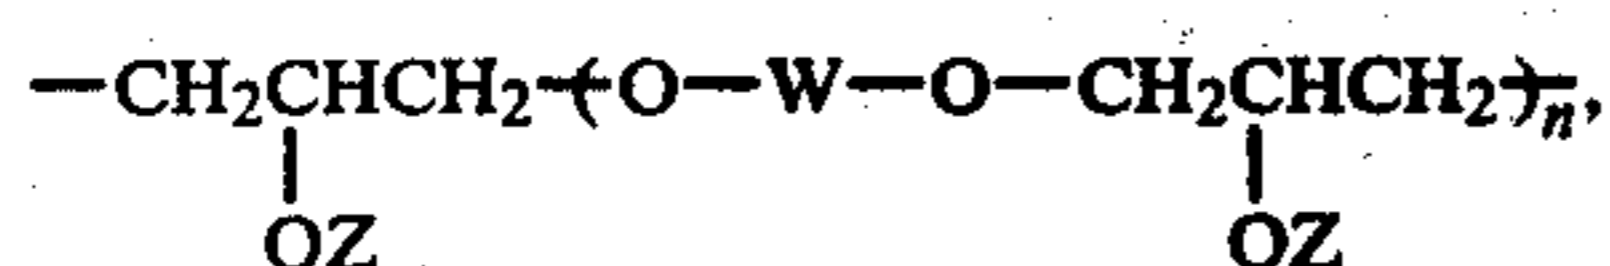 —CH₂CHCH₂—(O—W—O—CH₂CHCH₂)—ₙ,
OZ OZ